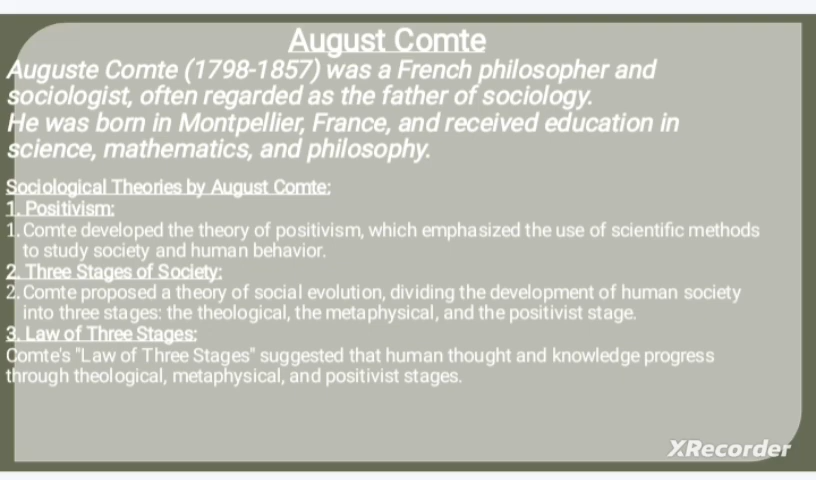 August Comte
Auguste Comte (1798-1857) was a French philosopher and
sociologist, often regarded as the father of sociology.
He was born in Montpellier, France, and received education in
science, mathematics, and philosophy.
Sociological Theories by August Comte:
1. Positivism:
1. Comte developed the theory of positivism, which emphasized the use of scientific methods
to study society and human behavior.
2. Three Stages of Society:
2. Comte proposed a theory of social evolution, dividing the development of human society
into three stages: the theological, the metaphysical, and the positivist stage.
3. Law of Three Stages:
Comte's "Law of Three Stages" suggested that human thought and knowledge progress
through theological, metaphysical, and positivist stages.
XRecorder